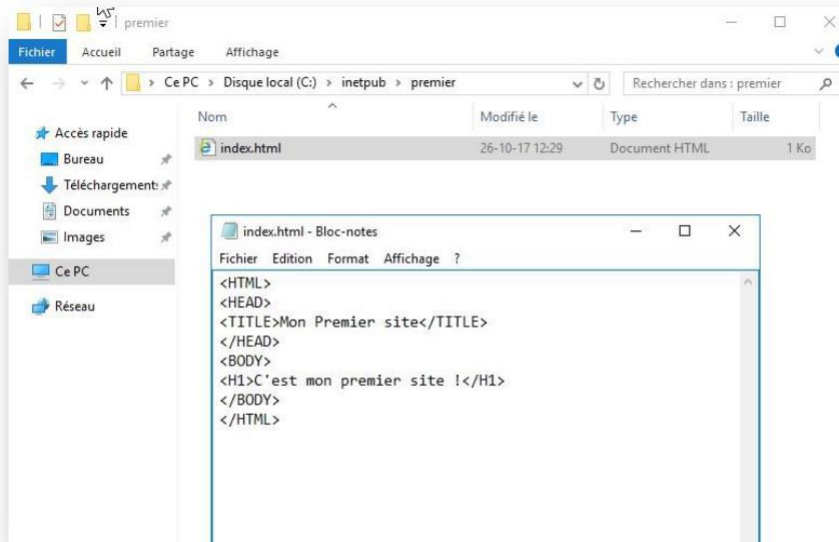 premier
Fichier Accueil Partage Affichage
Ce PC > Disque local (C:) > inetpub > premier
Rechercher dans : premier
Nom Modifié le Type Taille
Accès rapide
Bureau
Téléchargement:
Documents
Images
Ce PC
Réseau
index.html 26-10-17 12:29 Document HTML 1 Ko
index.html - Bloc-notes
Fichier Edition Format Affichage ?
<HTML>
<HEAD>
<TITLE>Mon Premier site</TITLE>
</HEAD>
<BODY>
<H1>C'est mon premier site !</H1>
</BODY>
</HTML>